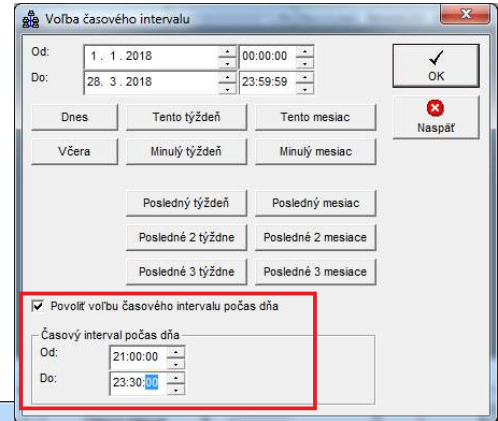 Voľba časového intervalu
Od: 1 . 1 . 2018 00:00:00
Do: 28. 3 . 2018 23:59:59
OK
Naspäť
Dnes Tento týždeň Tento mesiac
Včera Minulý týždeň Minulý mesiac
Posledný týždeň Posledný mesiac
Posledné 2 týždne Posledné 2 mesiace
Posledné 3 týždne Posledné 3 mesiace
Povoliť voľbu časového intervalu počas dňa
Časový interval počas dňa
Od: 21:00:00
Do: 23:30:00